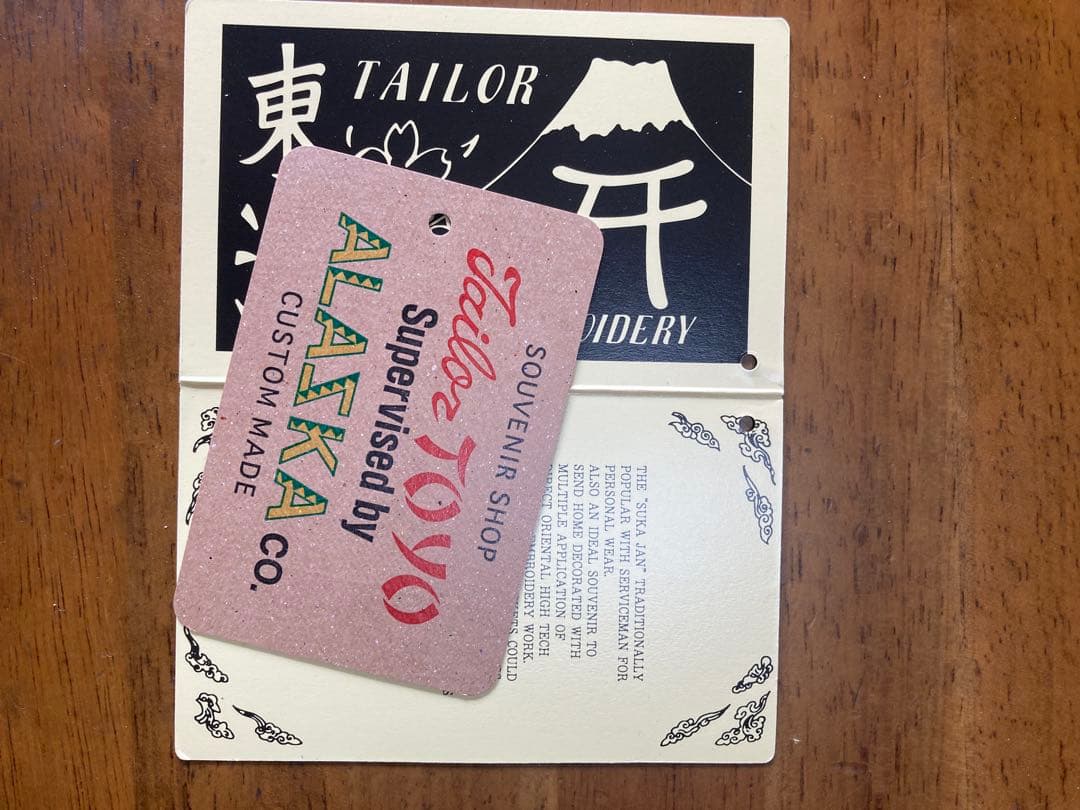 東
TAILOR
OIDERY
SOUVENIR SHOP
Tailor TOYO
Supervised by
ALASKA CO.
CUSTOM MADE
THE "SUKA JAN" TRADITIONALLY
POPULAR WITH SERVICEMAN FOR
PERSONAL WEAR.
ALSO AN IDEAL SOUVENIR TO
SEND HOME DECORATED WITH
MULTIPLE APPLICATION OF
DIRECT ORIENTAL HIGH TECH
EMBROIDERY WORK.
COULD